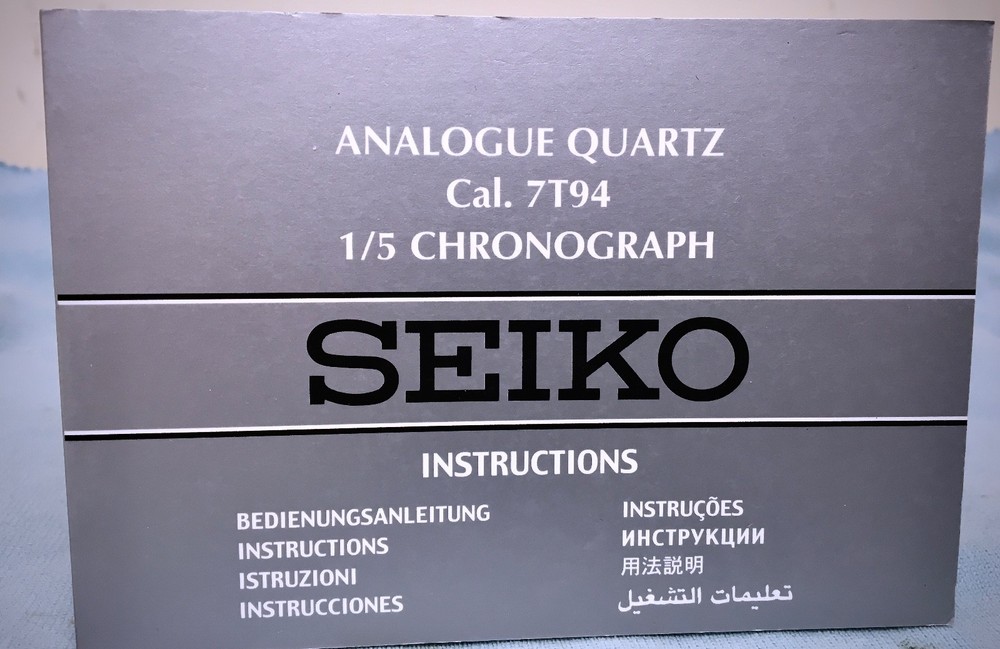 ANALOGUE QUARTZ
Cal. 7T94
1/5 CHRONOGRAPH
SEIKO
INSTRUCTIONS
BEDIENUNGSANLEITUNG
INSTRUCTIONS
ISTRUZIONI
INSTRUCCIONES
INSTRUÇÕES
ИНСТРУКЦИИ
用法説明
تعليمات التشغيل